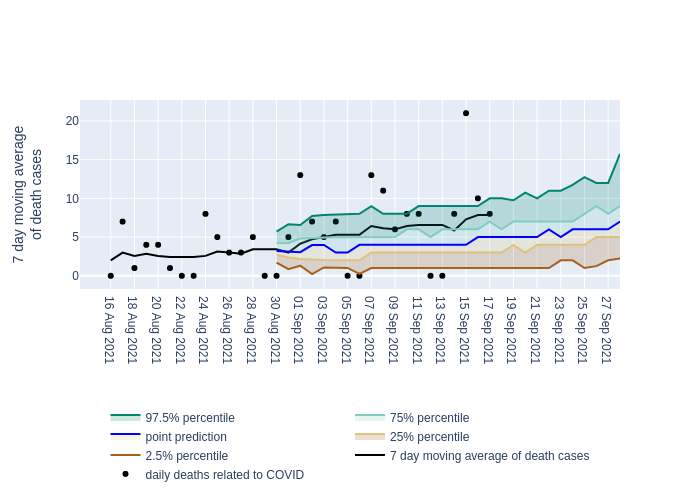 7 day moving average
of death cases
20
15
10
5
0
16 Aug 2021
18 Aug 2021
20 Aug 2021
22 Aug 2021
24 Aug 2021
26 Aug 2021
28 Aug 2021
30 Aug 2021
01 Sep 2021
03 Sep 2021
05 Sep 2021
07 Sep 2021
09 Sep 2021
11 Sep 2021
13 Sep 2021
15 Sep 2021
17 Sep 2021
19 Sep 2021
21 Sep 2021
23 Sep 2021
25 Sep 2021
27 Sep 2021
97.5% percentile
75% percentile
point prediction
25% percentile
2.5% percentile
7 day moving average of death cases
daily deaths related to COVID